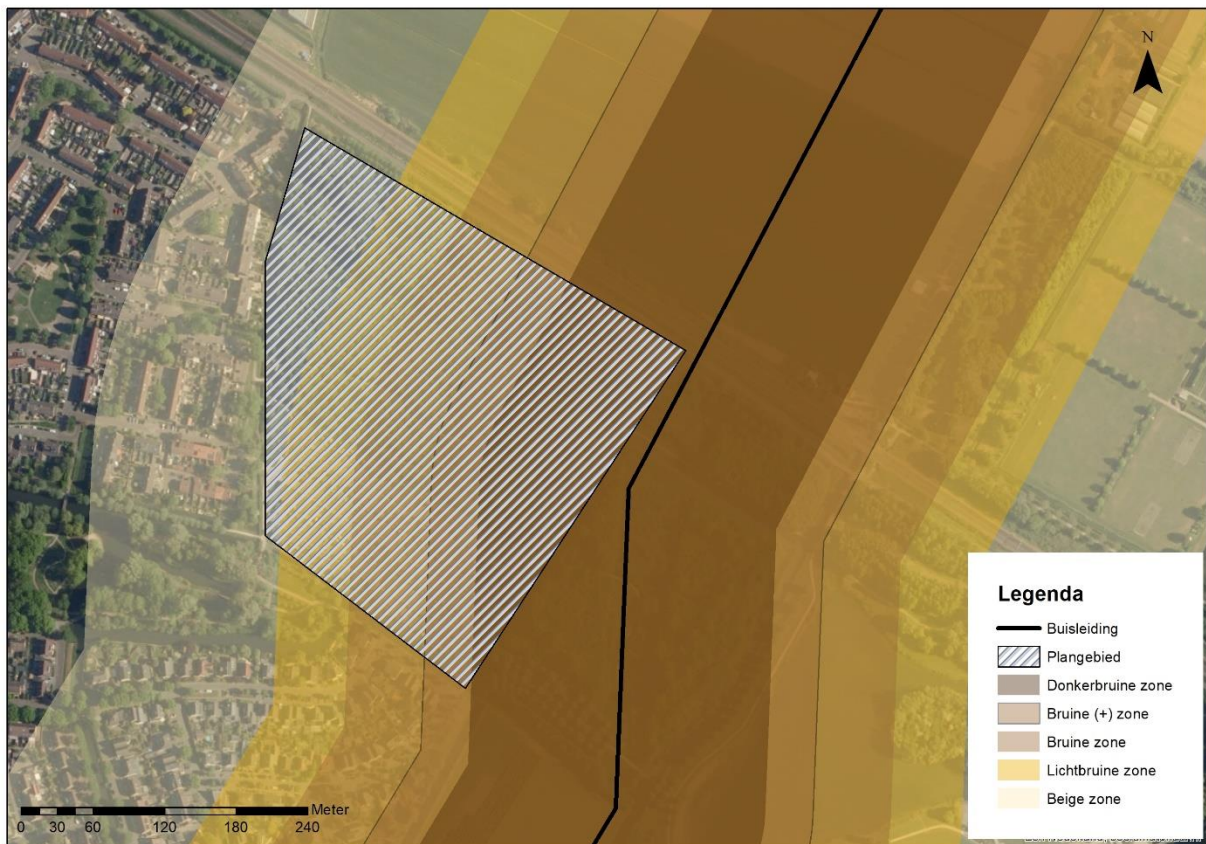 N
Legenda
Buisleiding
Plangebied
Donkerbruine zone
Bruine (+) zone
Bruine zone
Lichtbruine zone
Beige zone
Meter
0 30 60 120 180 240